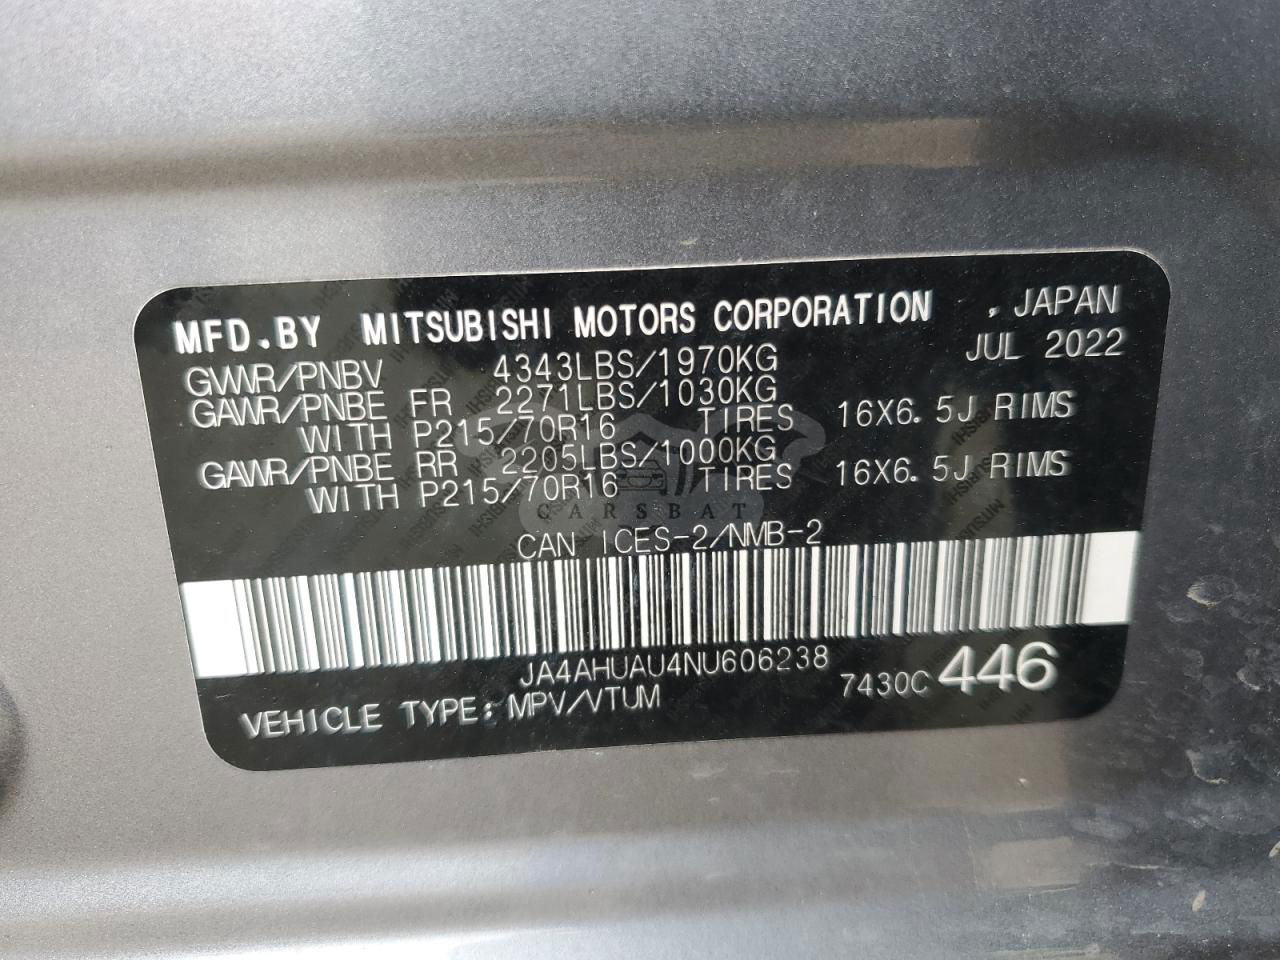 MFD.BY MITSUBISHI MOTORS CORPORATION , JAPAN
JUL 2022
GVWR/PNBV 4343LBS/1970KG
GAWR/PNBE FR 2271LBS/1030KG
WITH P215/70R16 TIRES 16X6.5J RIMS
GAWR/PNBE RR 2205LBS/1000KG
WITH P215/70R16 TIRES 16X6.5J RIMS
CARSBAT
CAN ICES-2/NMB-2
JA4AHUAU4NU606238
7430C 446
VEHICLE TYPE: MPV/VTUM